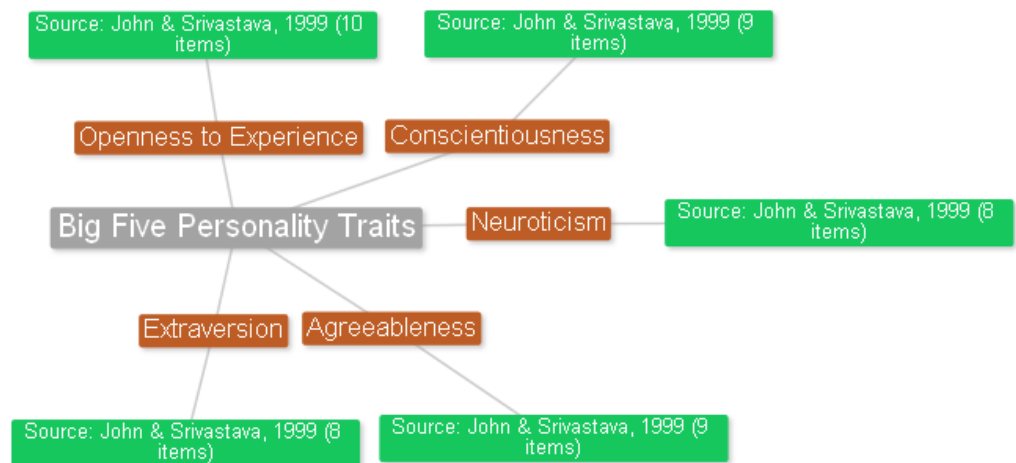 Source: John & Srivastava, 1999 (10
items)
Source: John & Srivastava, 1999 (9
items)
Openness to Experience
Conscientiousness
Big Five Personality Traits
Neuroticism
Source: John & Srivastava, 1999 (8
items)
Extraversion
Agreeableness
Source: John & Srivastava, 1999 (8
items)
Source: John & Srivastava, 1999 (9
items)